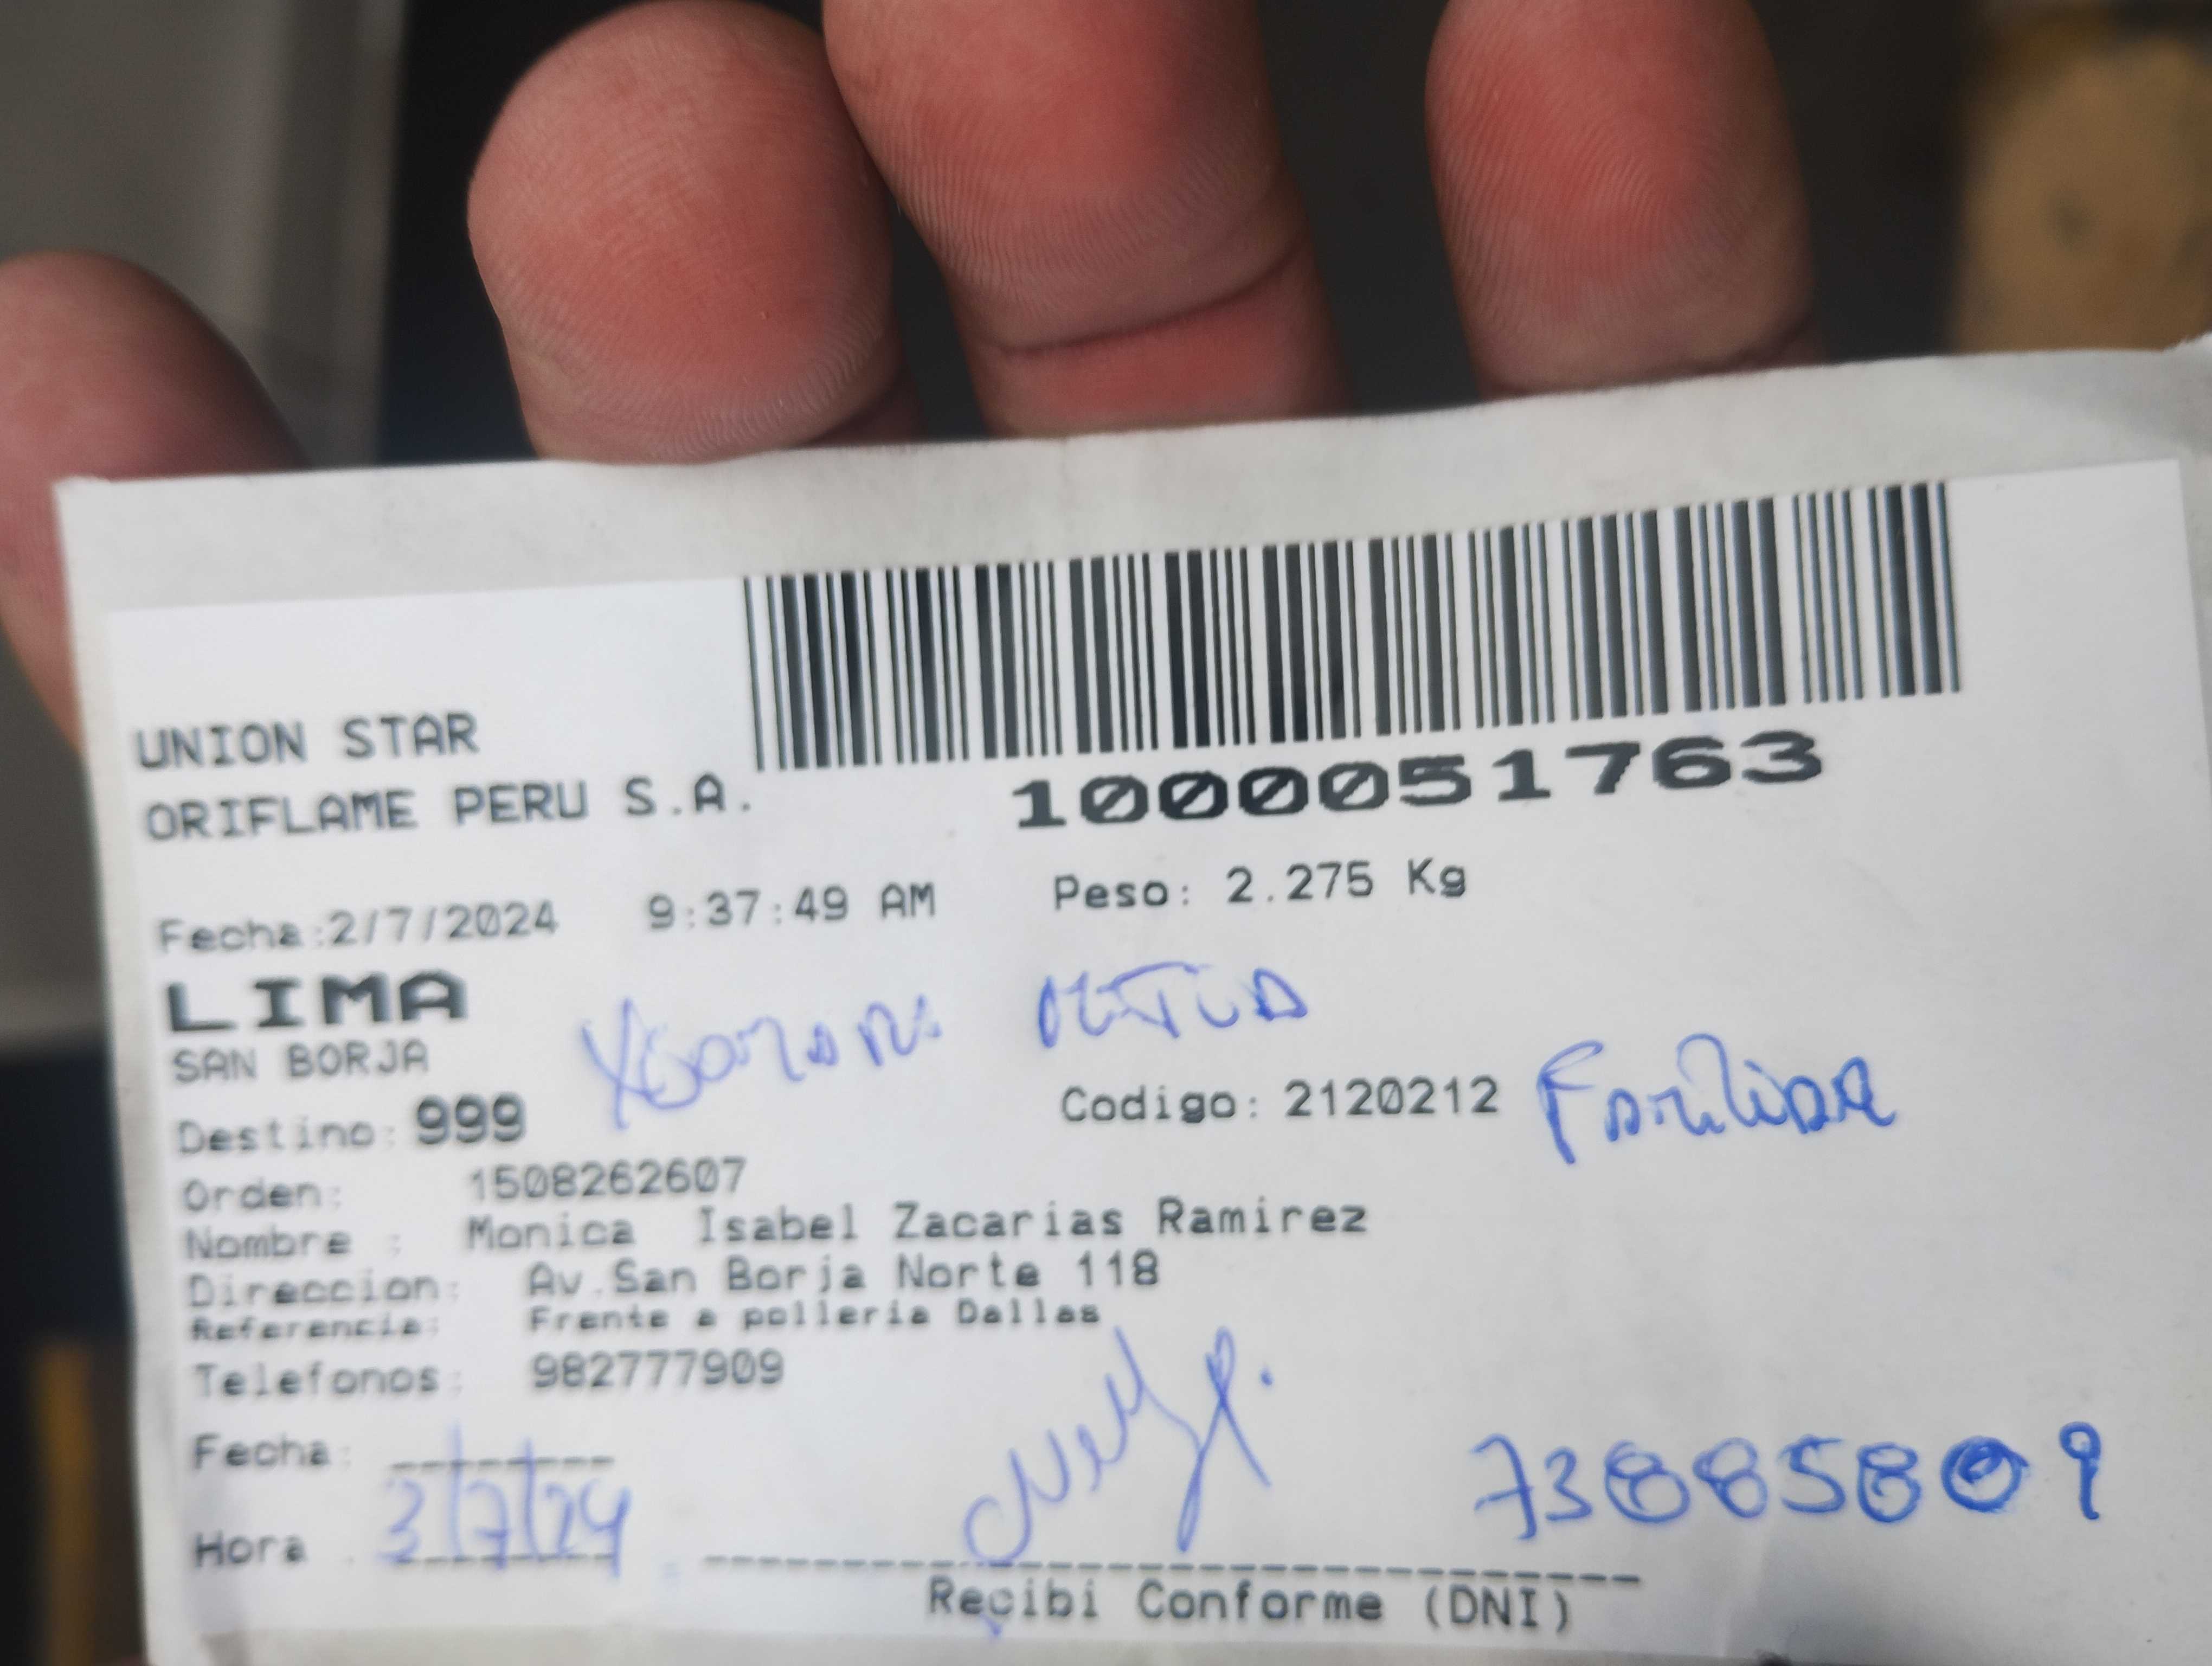 UNION STAR
ORIFLAME PERU S.A.
1000051763
Fecha:2/7/2024 9:37:49 AM Peso: 2.275 Kg
LIMA
SAN BORJA
Destino: 999 Codigo: 2120212 Familiar
Orden: 1508262607
Nombre : Monica Isabel Zacarias Ramirez
Direccion: Av.San Borja Norte 118
Referencia: Frente a polleria Dallas
Telefonos: 982777909
Fecha:
3/7/24
73885809
Hora
Recibi Conforme (DNI)